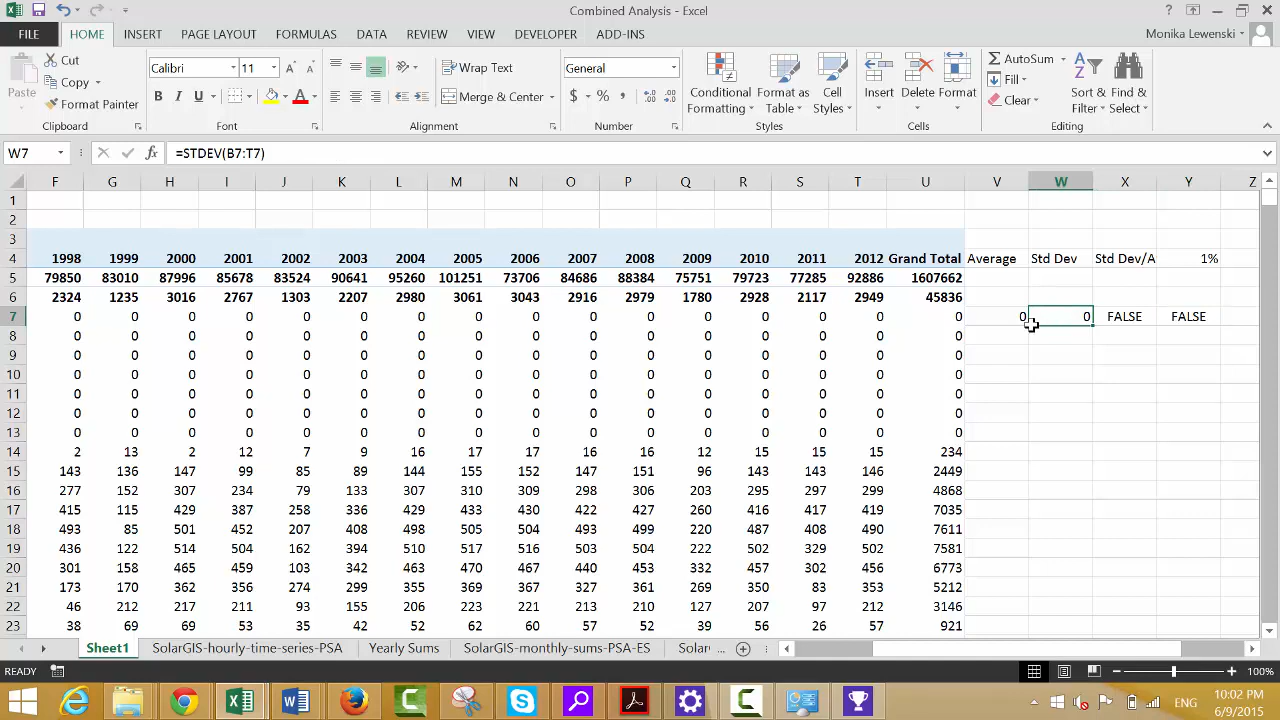 Combined Analysis - Excel
FILE HOME INSERT PAGE LAYOUT FORMULAS DATA REVIEW VIEW DEVELOPER ADD-INS Monika Lewenski
Cut
Copy
Format Painter
Paste
Calibri 11
B I U
Wrap Text
Merge & Center
General
$ % ,
Conditional Formatting
Format as Table
Cell Styles
Insert Delete Format
AutoSum
Fill
Clear
Sort & Filter
Find & Select
Clipboard Font Alignment Number Styles Cells Editing
W7 fx =STDEV(B7:T7)
F G H I J K L M N O P Q R S T U V W X Y Z
1
2
3
4 1998 1999 2000 2001 2002 2003 2004 2005 2006 2007 2008 2009 2010 2011 2012 Grand Total Average Std Dev Std Dev/A 1%
5 79850 83010 87996 85678 83524 90641 95260 101251 73706 84686 88384 75751 79723 77285 92886 1607662
6 2324 1235 3016 2767 1303 2207 2980 3061 3043 2916 2979 1780 2928 2117 2949 45836
7 0 0 0 0 0 0 0 0 0 0 0 0 0 0 0 0 0 0 FALSE FALSE
8 0 0 0 0 0 0 0 0 0 0 0 0 0 0 0 0
9 0 0 0 0 0 0 0 0 0 0 0 0 0 0 0 0
10 0 0 0 0 0 0 0 0 0 0 0 0 0 0 0 0
11 0 0 0 0 0 0 0 0 0 0 0 0 0 0 0 0
12 0 0 0 0 0 0 0 0 0 0 0 0 0 0 0 0
13 0 0 0 0 0 0 0 0 0 0 0 0 0 0 0 0
14 2 13 2 12 7 9 16 17 17 16 16 12 15 15 15 234
15 143 136 147 99 85 89 144 155 152 147 151 96 143 143 146 2449
16 277 152 307 234 79 133 307 310 309 298 306 203 295 297 299 4868
17 415 115 429 387 258 336 429 433 430 422 427 260 416 417 419 7035
18 493 85 501 452 207 408 498 505 504 493 499 220 487 408 490 7611
19 436 122 514 504 162 394 510 517 516 503 504 222 502 329 502 7581
20 301 158 465 459 103 342 463 470 467 440 453 332 457 302 456 6773
21 173 170 362 356 274 299 355 369 367 327 361 269 350 83 353 5212
22 46 212 217 211 93 155 206 223 221 213 210 127 207 97 212 3146
23 38 69 69 53 35 42 52 62 60 57 52 39 56 26 57 921
Sheet1 SolarGIS-hourly-time-series-PSA Yearly Sums SolarGIS-monthly-sums-PSA-ES Solar ...
READY 100%
ENG 10:02 PM
6/9/2015